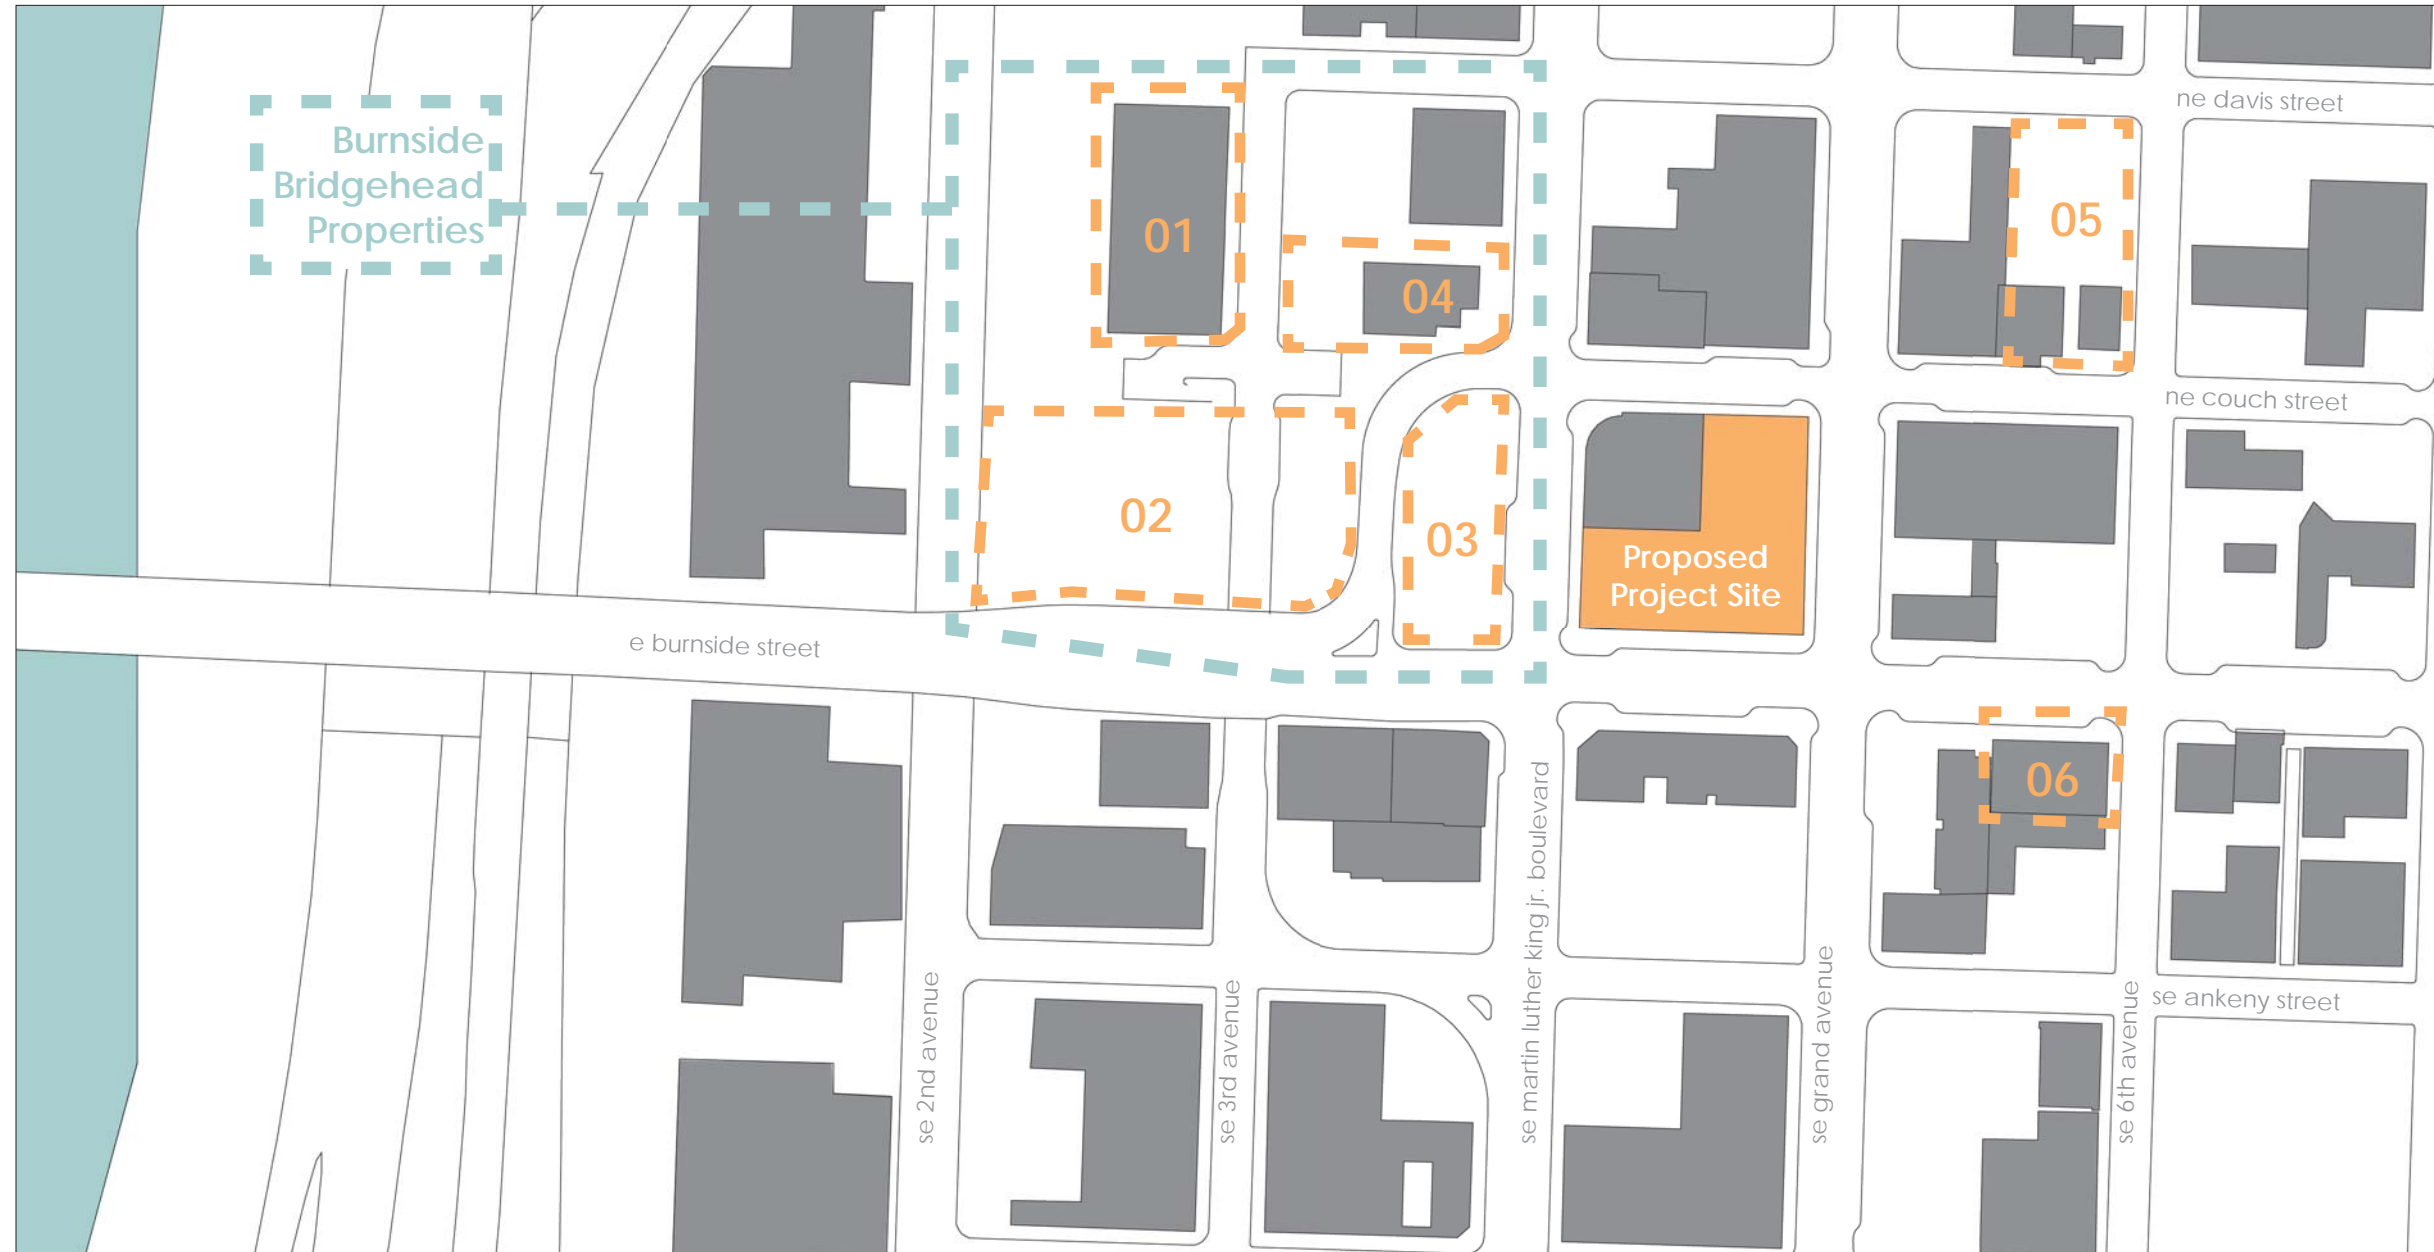 ne davis street
Burnside
Bridgehead
Properties
01
05
04
ne couch street
02
03
Proposed
Project Site
e burnside street
06
se martin luther king jr. boulevard
se 2nd avenue
se 3rd avenue
se grand avenue
se 6th avenue
se ankeny street